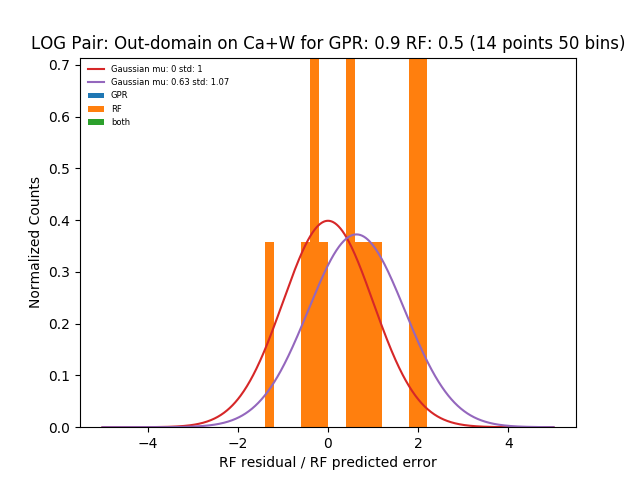 LOG Pair: Out-domain on Ca+W for GPR: 0.9 RF: 0.5 (14 points 50 bins)
Gaussian mu: 0 std: 1
Gaussian mu: 0.63 std: 1.07
GPR
RF
both
Normalized Counts
0.7
0.6
0.5
0.4
0.3
0.2
0.1
0.0
−4 −2 0 2 4
RF residual / RF predicted error